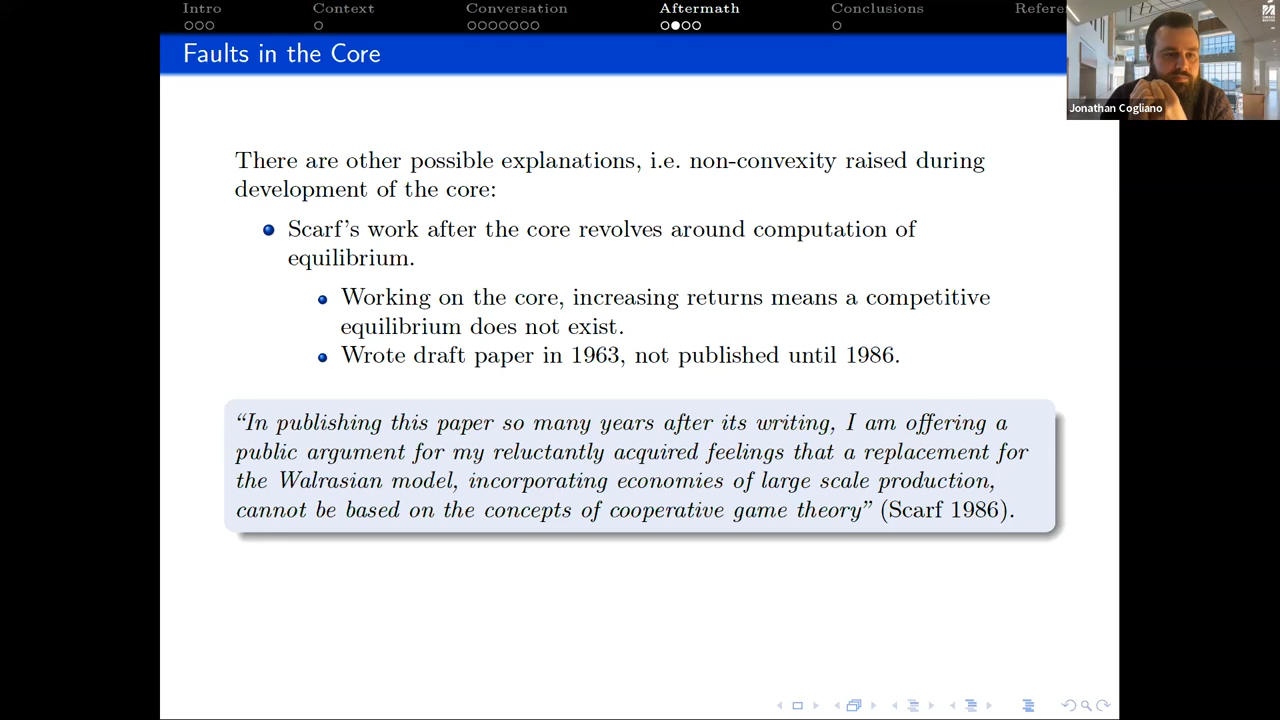 Intro Context Conversation Aftermath Conclusions Refere
Faults in the Core
Jonathan Cogliano
There are other possible explanations, i.e. non-convexity raised during
development of the core:
Scarf's work after the core revolves around computation of
equilibrium.
Working on the core, increasing returns means a competitive
equilibrium does not exist.
Wrote draft paper in 1963, not published until 1986.
“In publishing this paper so many years after its writing, I am offering a
public argument for my reluctantly acquired feelings that a replacement for
the Walrasian model, incorporating economies of large scale production,
cannot be based on the concepts of cooperative game theory” (Scarf 1986).